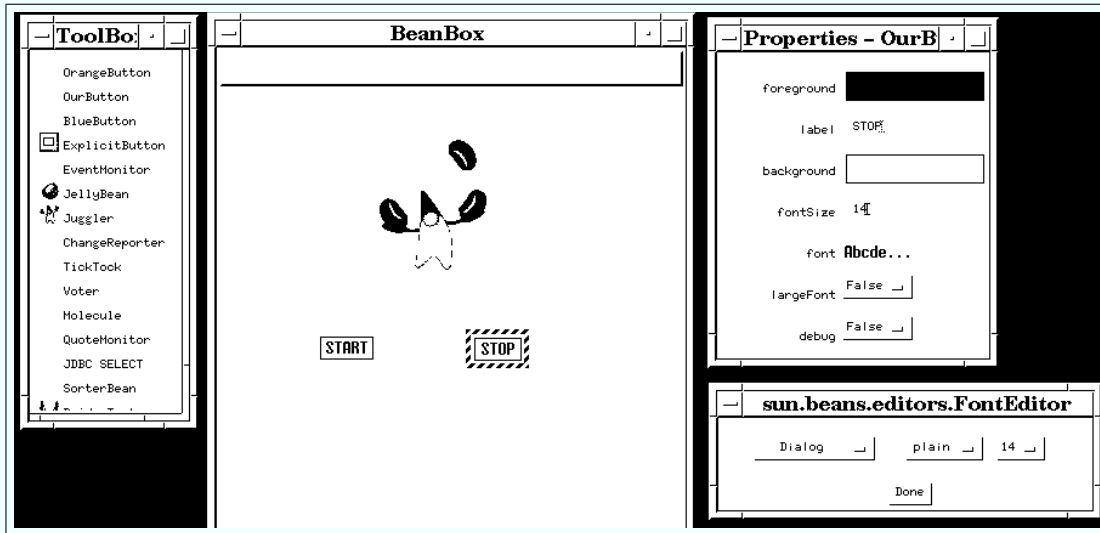 ToolBo
OrangeButton
OurButton
BlueButton
ExplicitButton
EventMonitor
JellyBean
Juggler
ChangeReporter
TickTock
Voter
Molecule
QuoteMonitor
JDBC SELECT
SorterBean
BeanBox
START
STOP
Properties - OurB
foreground
label STOP
background
fontSize 14
font Abcde...
largeFont False
debug False
sun.beans.editors.FontEditor
Dialog plain 14
Done